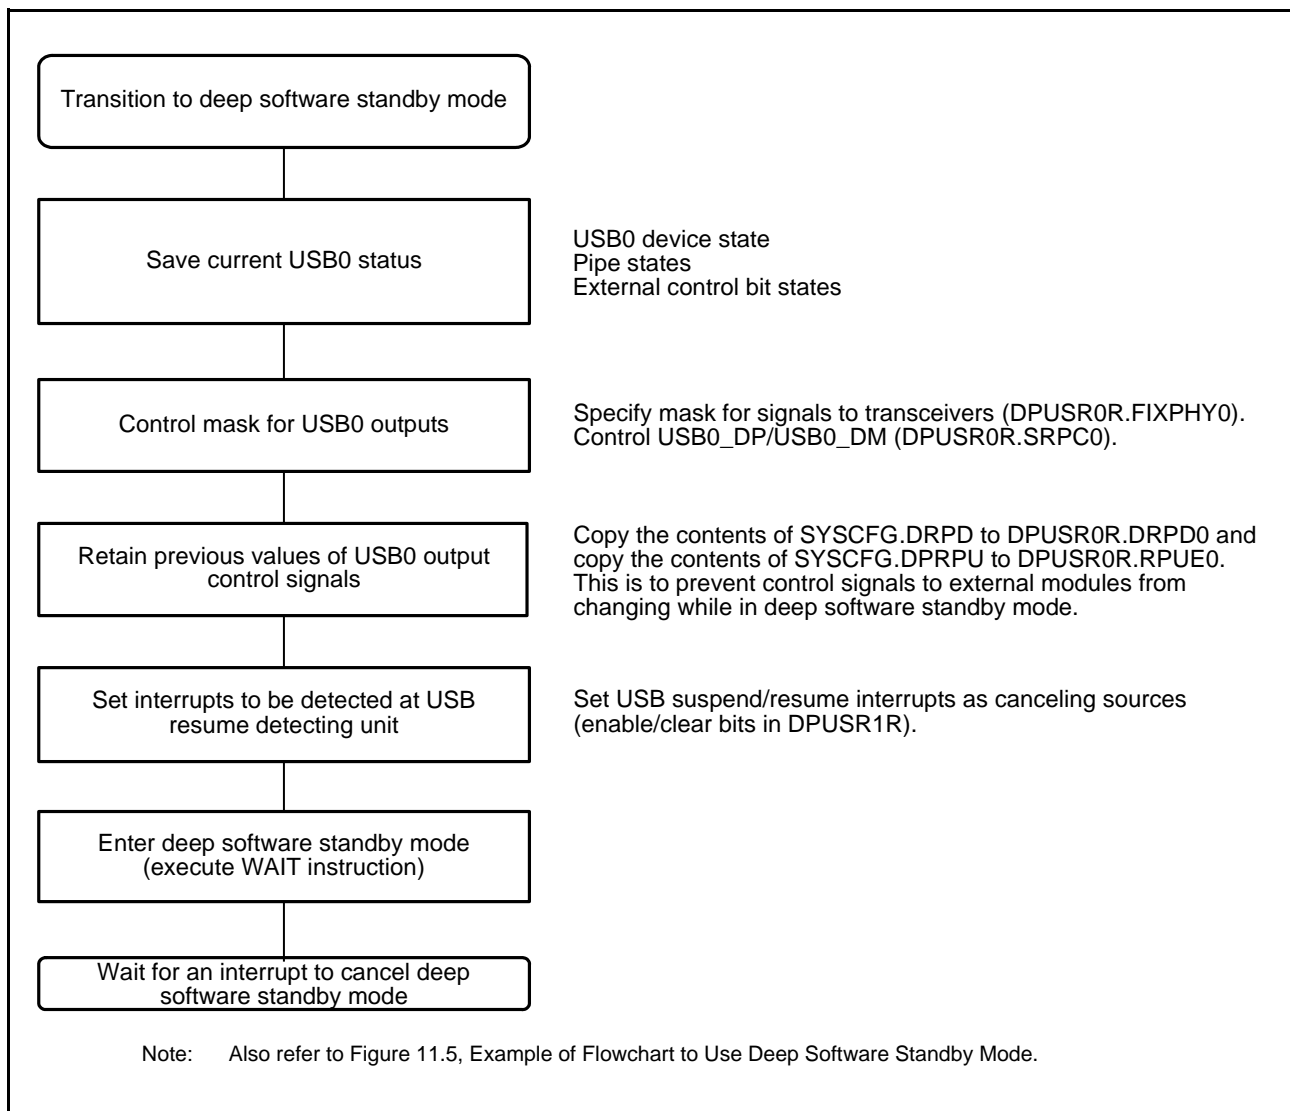 Transition to deep software standby mode
Save current USB0 status
USB0 device state
Pipe states
External control bit states
Control mask for USB0 outputs
Specify mask for signals to transceivers (DPUSR0R.FIXPHY0).
Control USB0_DP/USB0_DM (DPUSR0R.SRPC0).
Retain previous values of USB0 output
control signals
Copy the contents of SYSCFG.DRPD to DPUSR0R.DRPD0 and
copy the contents of SYSCFG.DPRPU to DPUSR0R.RPUE0.
This is to prevent control signals to external modules from
changing while in deep software standby mode.
Set interrupts to be detected at USB
resume detecting unit
Set USB suspend/resume interrupts as canceling sources
(enable/clear bits in DPUSR1R).
Enter deep software standby mode
(execute WAIT instruction)
Wait for an interrupt to cancel deep
software standby mode
Note: Also refer to Figure 11.5, Example of Flowchart to Use Deep Software Standby Mode.